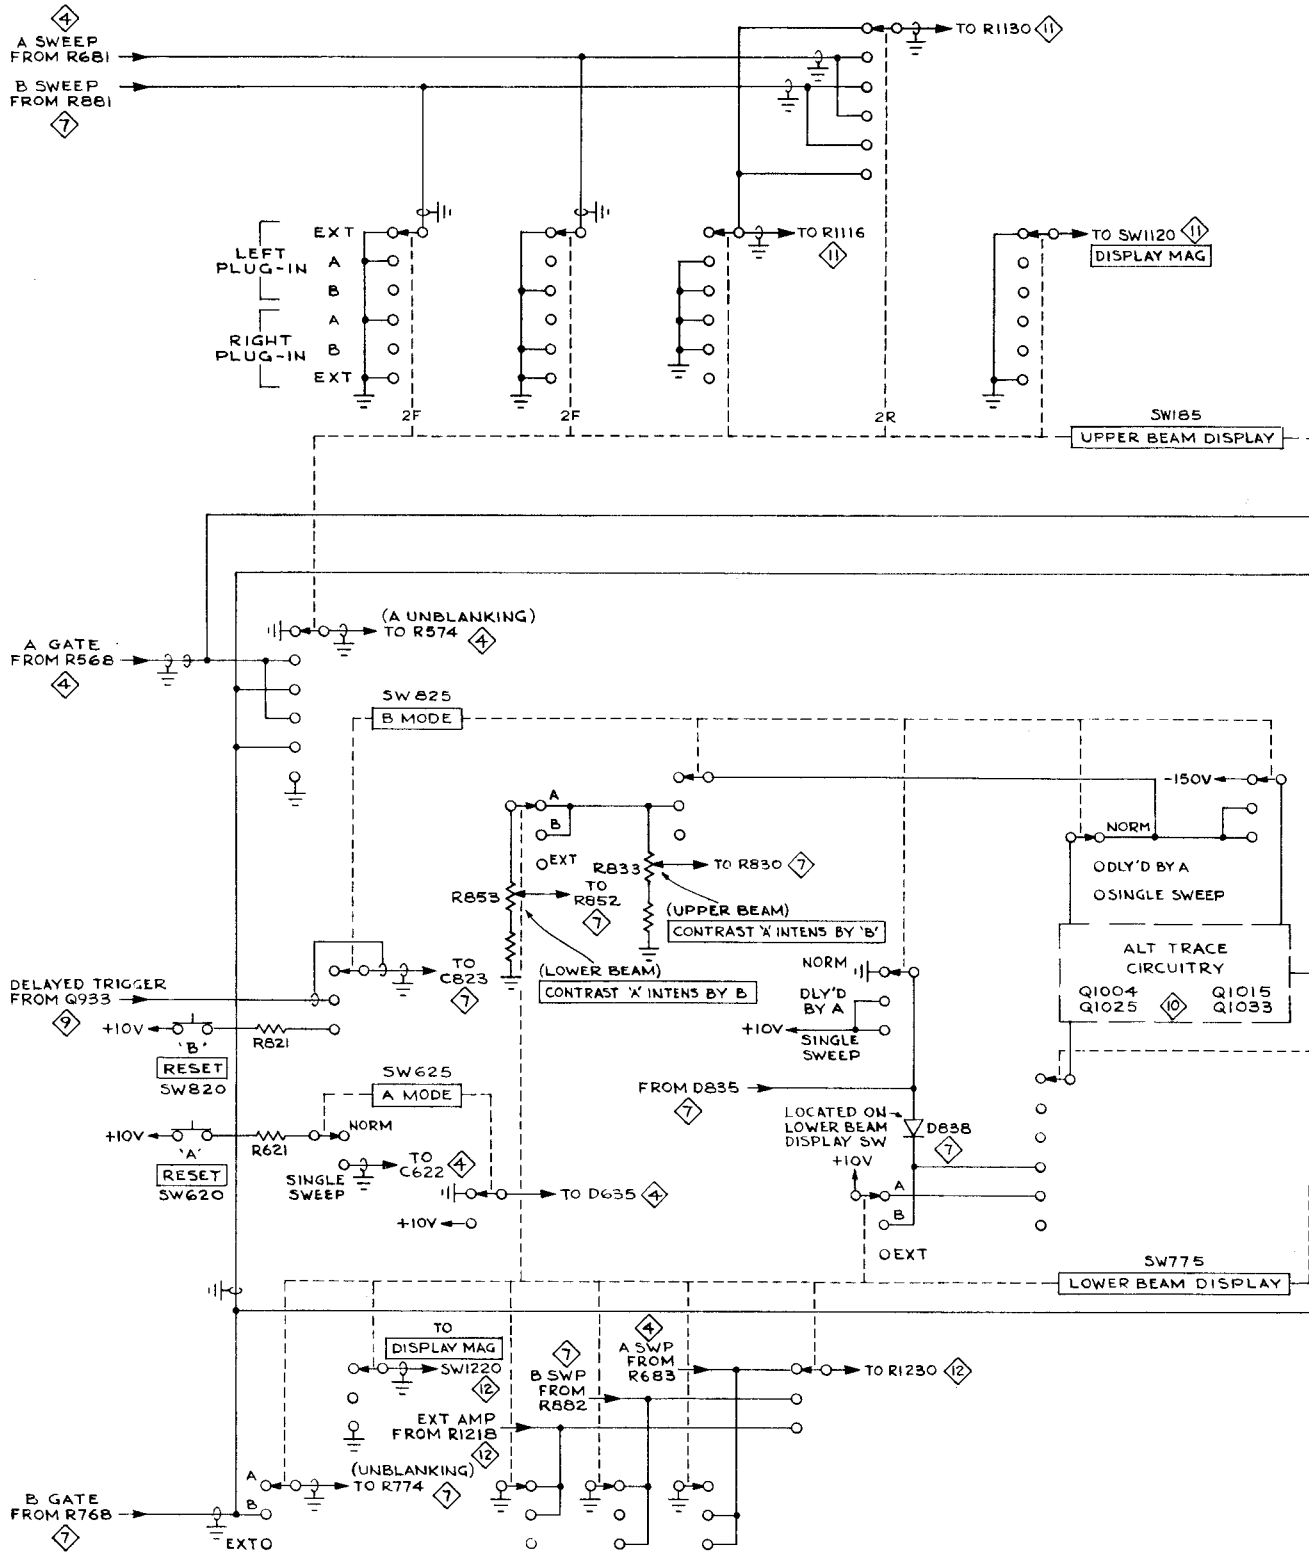 4
A SWEEP
FROM R681
B SWEEP
FROM R881
7
TO R1130 11
EXT
LEFT
PLUG-IN
A
B
A
RIGHT
PLUG-IN
B
EXT
TO R1116
11
TO SW1120 11
DISPLAY MAG
2F
2F
2R
SW185
UPPER BEAM DISPLAY
(A UNBLANKING)
TO R574 4
A GATE
FROM R568
4
SW825
B MODE
-150V
A
B
EXT
R833
TO R830 7
R853
TO
R852
7
(UPPER BEAM)
CONTRAST 'A' INTENS BY 'B'
(LOWER BEAM)
CONTRAST 'A' INTENS BY B
NORM
DLY'D BY A
SINGLE SWEEP
ALT TRACE
CIRCUITRY
Q1004 Q1015
Q1025 10 Q1033
DELAYED TRIGGER
FROM Q933
9
TO
C823
7
+10V
'B'
RESET
SW820
R821
NORM
DLY'D
BY A
+10V
SINGLE
SWEEP
SW625
A MODE
FROM D835
7
+10V
'A'
RESET
SW620
R621
NORM
SINGLE
SWEEP
TO
C622 4
TO D635 4
+10V
LOCATED ON
LOWER BEAM
DISPLAY SW
D838
7
+10V
A
B
EXT
SW775
LOWER BEAM DISPLAY
TO
DISPLAY MAG
SW1220
12
EXT AMP
FROM R1218
12
7
B SWP
FROM
R882
4
A SWP
FROM
R683
TO R1230 12
(UNBLANKING)
TO R774 7
A
B
EXT
B GATE
FROM R768
7